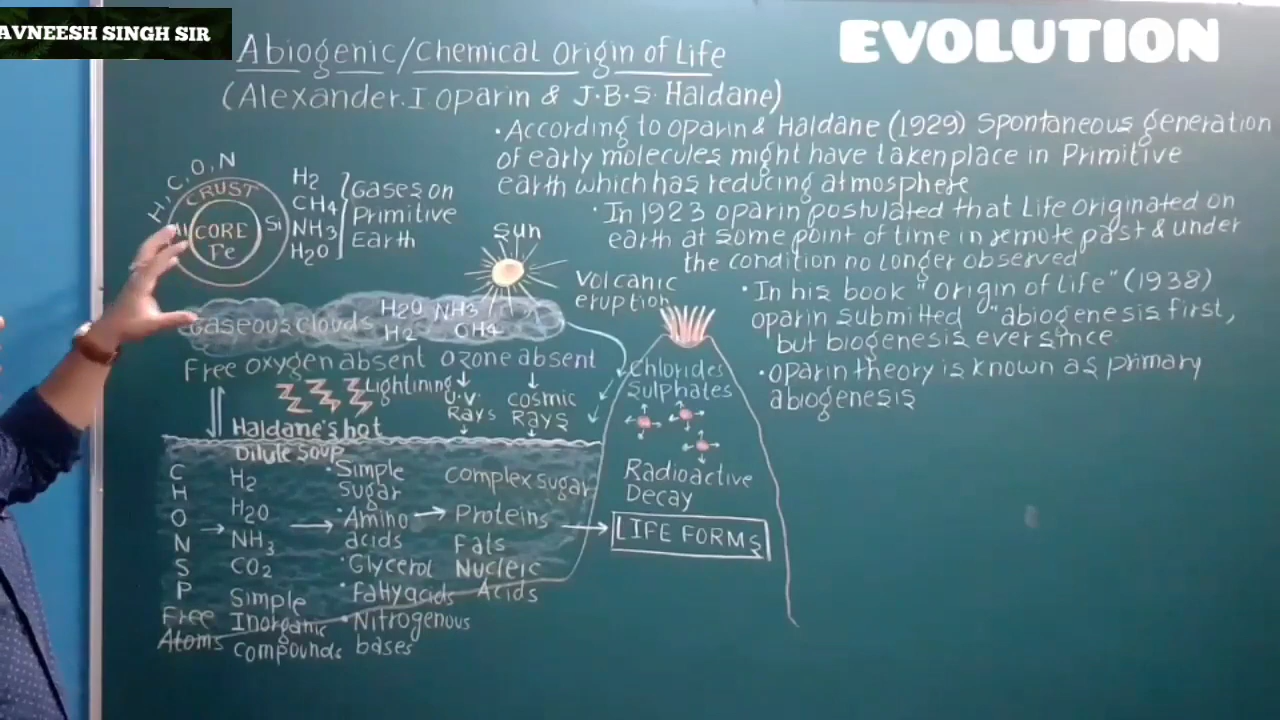 AVNEESH SINGH SIR
EVOLUTION
Abiogenic/Chemical Origin of Life
(Alexander.I.oparin & J.B.S. Haldane)
• According to oparin & Haldane (1929) Spontaneous generation
of early molecules might have taken place in Primitive
earth which has reducing atmosphere
• In 1923 oparin postulated that Life originated on
earth at some point of time in remote past & under
the condition no longer observed
• In his book "origin of life" (1938)
oparin submitted "abiogenesis first,
but biogenesis ever since
• oparin theory is known as primary
abiogenesis
H, C, O, N
CRUST
CORE
Fe
Si
H2
CH4
NH3
H2O
Gases on
Primitive
Earth
Sun
Gaseous clouds
H2O NH3
H2 CH4
Free oxygen absent ozone absent
Lightining
U.V.
Rays
cosmic
Rays
Haldane's hot
Dilule soup
C
H
O
N
S
P
Free
Atoms
H2
H2O
NH3
CO2
Simple
Inorganic
compounds
• Simple
sugar
• Amino
acids
• Glycerol
• Fattyacids
• Nitrogenous
bases
complex sugar
Proteins
Fats
Nucleic
Acids
volcanic
eruption
Chlorides
Sulphates
Radioactive
Decay
LIFE FORMS